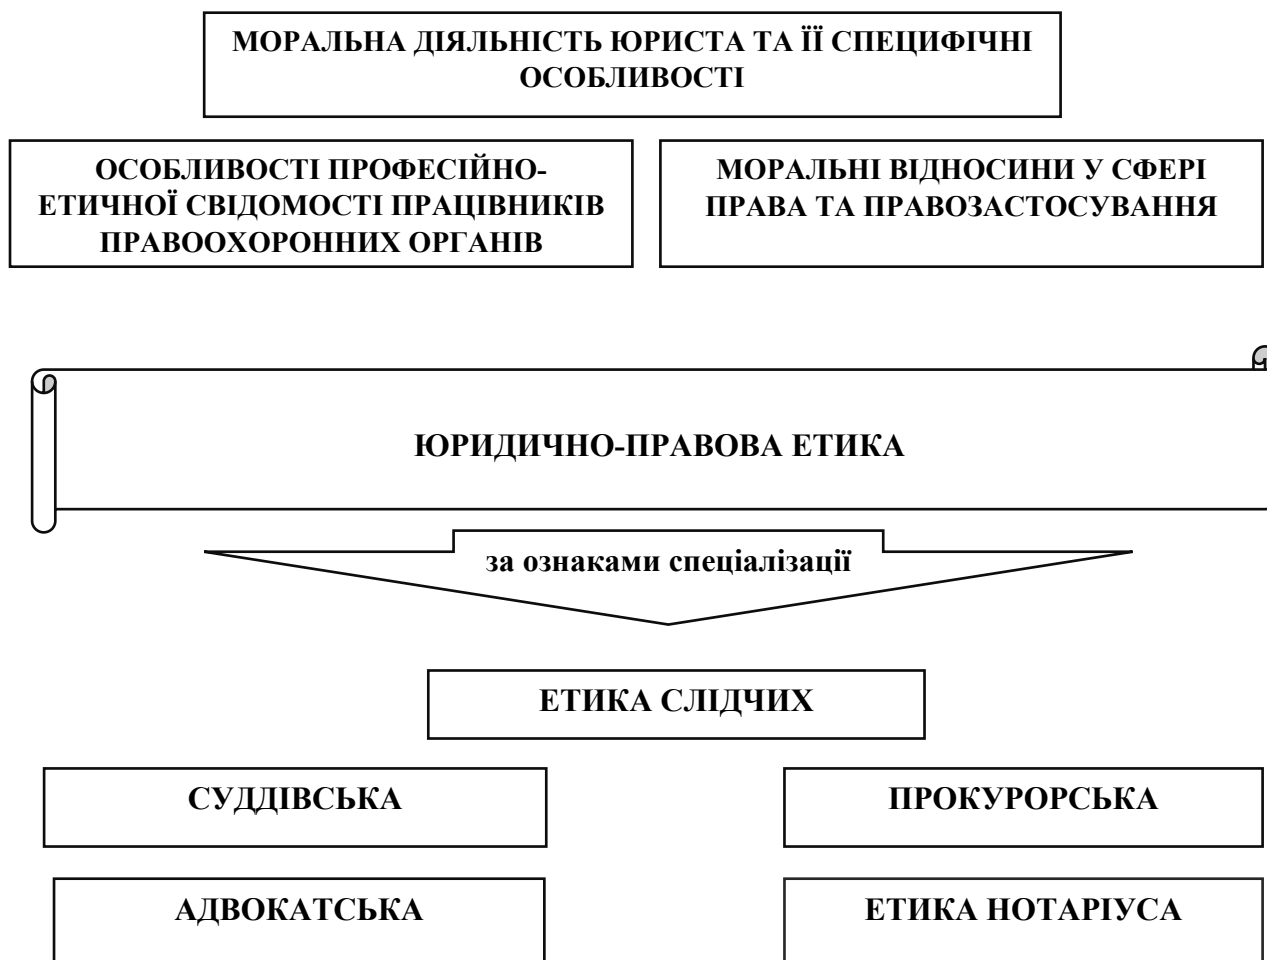 МОРАЛЬНА ДІЯЛЬНІСТЬ ЮРИСТА ТА ЇЇ СПЕЦИФІЧНІ
ОСОБЛИВОСТІ
ОСОБЛИВОСТІ ПРОФЕСІЙНО-
ЕТИЧНОЇ СВІДОМОСТІ ПРАЦІВНИКІВ
ПРАВООХОРОННИХ ОРГАНІВ
МОРАЛЬНІ ВІДНОСИНИ У СФЕРІ
ПРАВА ТА ПРАВОЗАСТОСУВАННЯ
ЮРИДИЧНО-ПРАВОВА ЕТИКА
за ознаками спеціалізації
ЕТИКА СЛІДЧИХ
СУДДІВСЬКА
ПРОКУРОРСЬКА
АДВОКАТСЬКА
ЕТИКА НОТАРІУСА